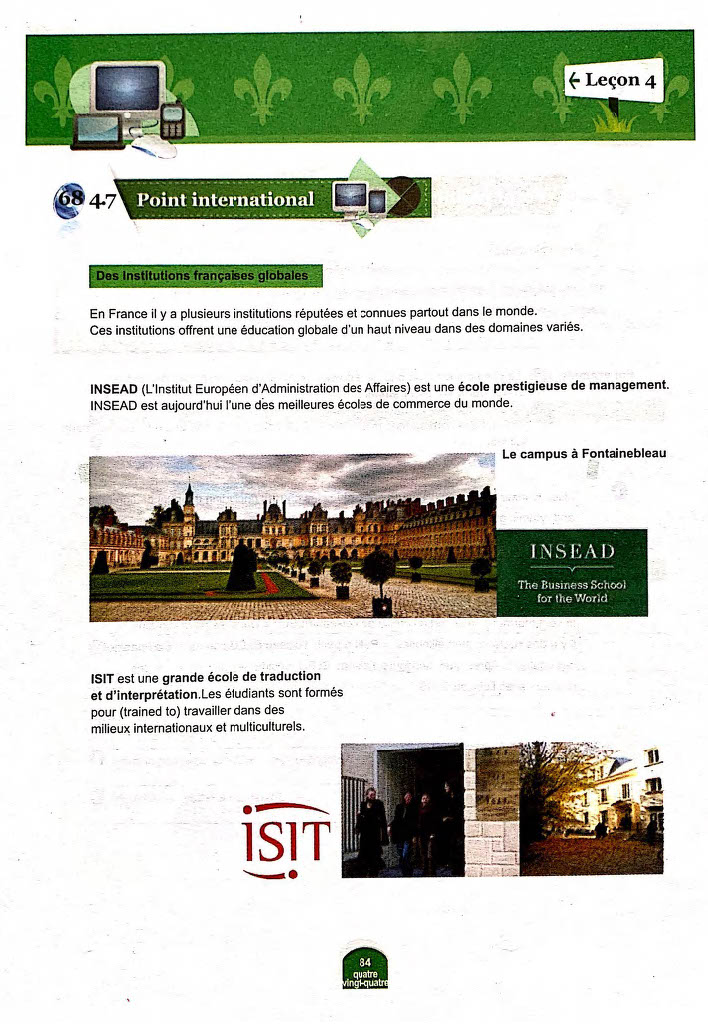 ← Leçon 4
68 4.7 Point international
Des Institutions françaises globales
En France il y a plusieurs institutions réputées et connues partout dans le monde.
Ces institutions offrent une éducation globale d'un haut niveau dans des domaines variés.
INSEAD (L'Institut Européen d'Administration des Affaires) est une école prestigieuse de management.
INSEAD est aujourd'hui l'une des meilleures écoles de commerce du monde.
Le campus à Fontainebleau
INSEAD
The Business School
for the World
ISIT est une grande école de traduction
et d'interprétation.Les éludiants sont formés
pour (trained to) travailler dans des
milieux internationaux et multiculturels.
iSIT
84
quatre
vingt-quatre